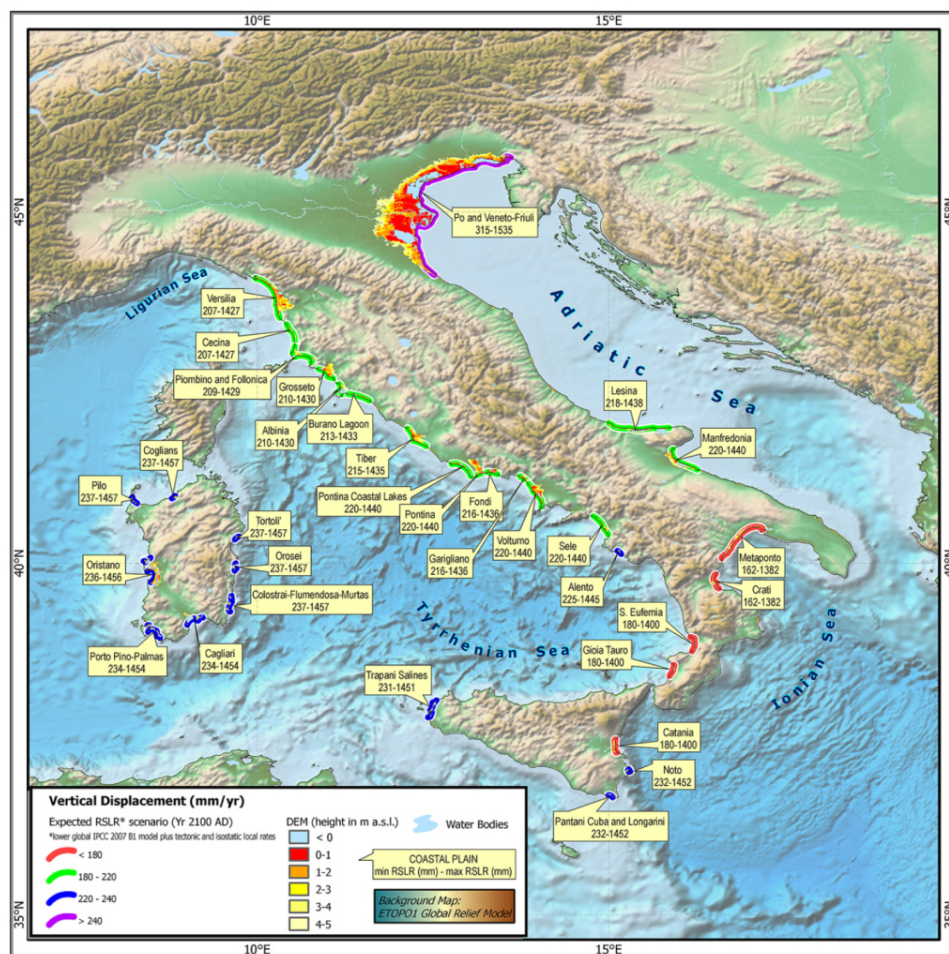 10°E
15°E
45°N
45°N
Po and Veneto-Friuli
315-1535
Ligurian Sea
Versilia
207-1427
Adriatic Sea
Cecina
207-1427
Piombino and Follonica
209-1429
Grosseto
210-1430
Lesina
218-1438
Albinia
210-1430
Burano Lagoon
213-1433
Manfredonia
220-1440
Coglians
237-1457
Tiber
215-1435
Pilo
237-1457
Pontina Coastal Lakes
220-1440
Pontina
220-1440
Fondi
216-1436
Tortoli'
237-1457
Garigliano
216-1436
Volturno
220-1440
Sele
220-1440
40°N
40°N
Oristano
236-1456
Orosei
237-1457
Alento
225-1445
Metaponto
162-1382
Crati
162-1382
Colostrai-Flumendosa-Murtas
237-1457
S. Eufemia
180-1400
Tyrrhenian Sea
Ionian Sea
Porto Pino-Palmas
234-1454
Cagliari
234-1454
Gioia Tauro
180-1400
Trapani Salines
231-1451
Catania
180-1400
Noto
232-1452
Pantani Cuba and Longarini
232-1452
Vertical Displacement (mm/yr)
Expected RSLR* scenario (Yr 2100 AD)
*lower global IPCC 2007 B1 model plus tectonic and isostatic local rates
< 180
180 - 220
220 - 240
> 240
DEM (height in m a.s.l.)
< 0
0-1
1-2
2-3
3-4
4-5
Water Bodies
COASTAL PLAIN
min RSLR (mm) - max RSLR (mm)
Background Map:
ETOPO1 Global Relief Model
35°N
35°N
10°E
15°E